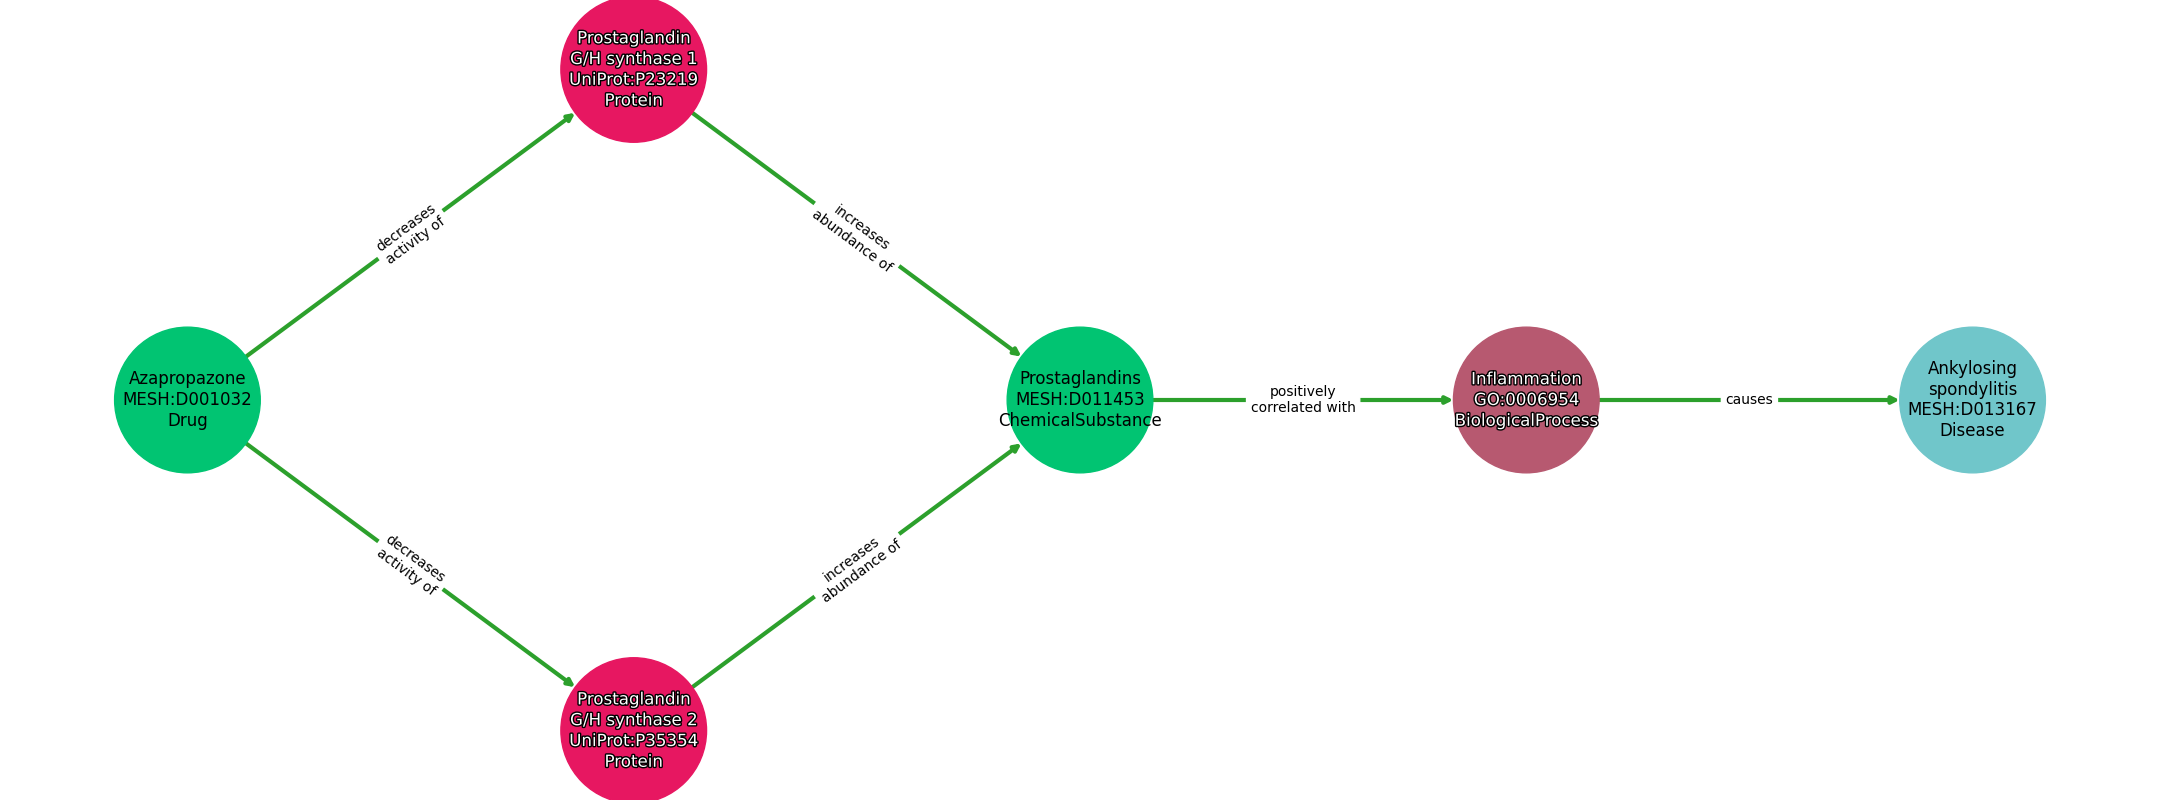 Prostaglandin
G/H synthase 1
UniProt:P23219
Protein
decreases
activity of
increases
abundance of
Azapropazone
MESH:D001032
Drug
Prostaglandins
MESH:D011453
ChemicalSubstance
positively
correlated with
Inflammation
GO:0006954
BiologicalProcess
causes
Ankylosing
spondylitis
MESH:D013167
Disease
decreases
activity of
increases
abundance of
Prostaglandin
G/H synthase 2
UniProt:P35354
Protein